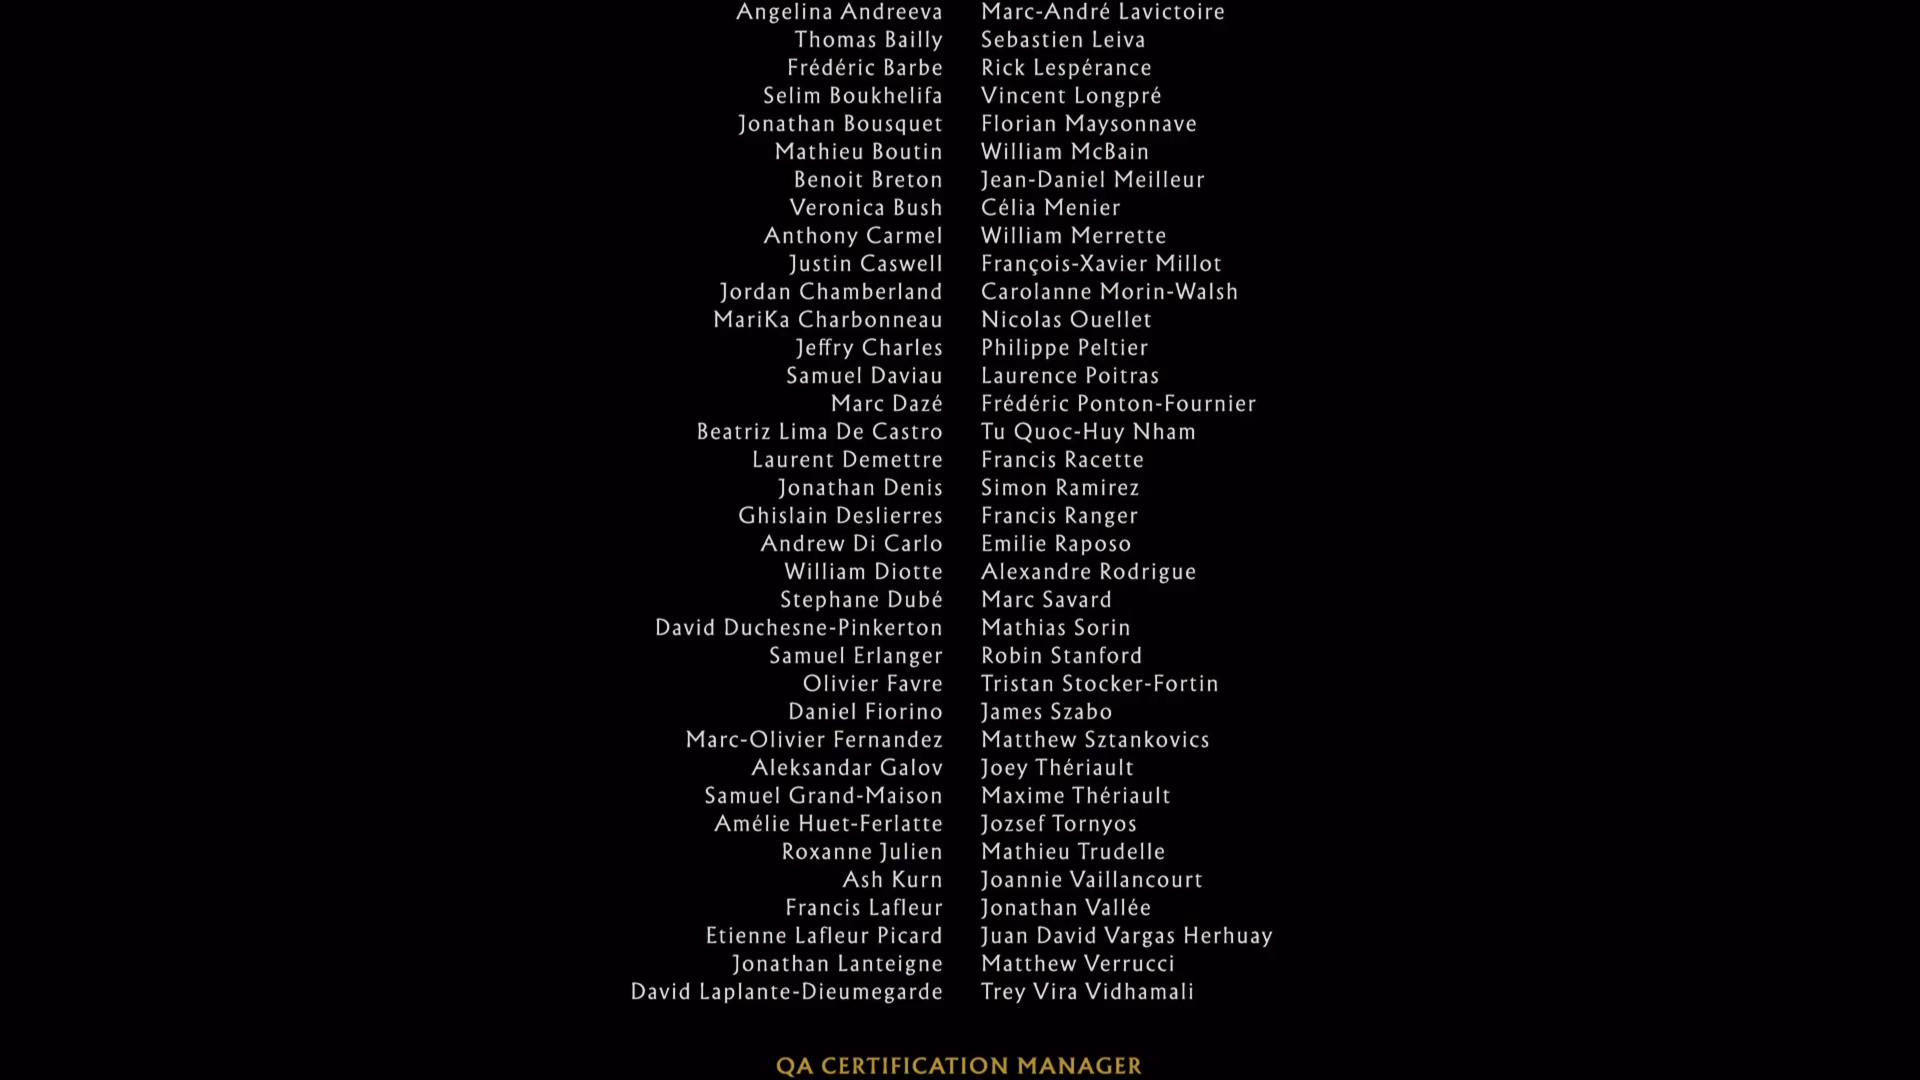 Angelina Andreeva Marc-André Lavictoire
Thomas Bailly Sebastien Leiva
Frédéric Barbe Rick Lespérance
Selim Boukhelifa Vincent Longpré
Jonathan Bousquet Florian Maysonnave
Mathieu Boutin William McBain
Benoit Breton Jean-Daniel Meilleur
Veronica Bush Célia Menier
Anthony Carmel William Merrette
Justin Caswell François-Xavier Millot
Jordan Chamberland Carolanne Morin-Walsh
MariKa Charbonneau Nicolas Ouellet
Jeffry Charles Philippe Peltier
Samuel Daviau Laurence Poitras
Marc Dazé Frédéric Ponton-Fournier
Beatriz Lima De Castro Tu Quoc-Huy Nham
Laurent Demettre Francis Racette
Jonathan Denis Simon Ramirez
Ghislain Deslierres Francis Ranger
Andrew Di Carlo Emilie Raposo
William Diotte Alexandre Rodrigue
Stephane Dubé Marc Savard
David Duchesne-Pinkerton Mathias Sorin
Samuel Erlanger Robin Stanford
Olivier Favre Tristan Stocker-Fortin
Daniel Fiorino James Szabo
Marc-Olivier Fernandez Matthew Sztankovics
Aleksandar Galov Joey Thériault
Samuel Grand-Maison Maxime Thériault
Amélie Huet-Ferlatte Jozsef Tornyos
Roxanne Julien Mathieu Trudelle
Ash Kurn Joannie Vaillancourt
Francis Lafleur Jonathan Vallée
Etienne Lafleur Picard Juan David Vargas Herhuay
Jonathan Lanteigne Matthew Verrucci
David Laplante-Dieumegarde Trey Vira Vidhamali
QA CERTIFICATION MANAGER